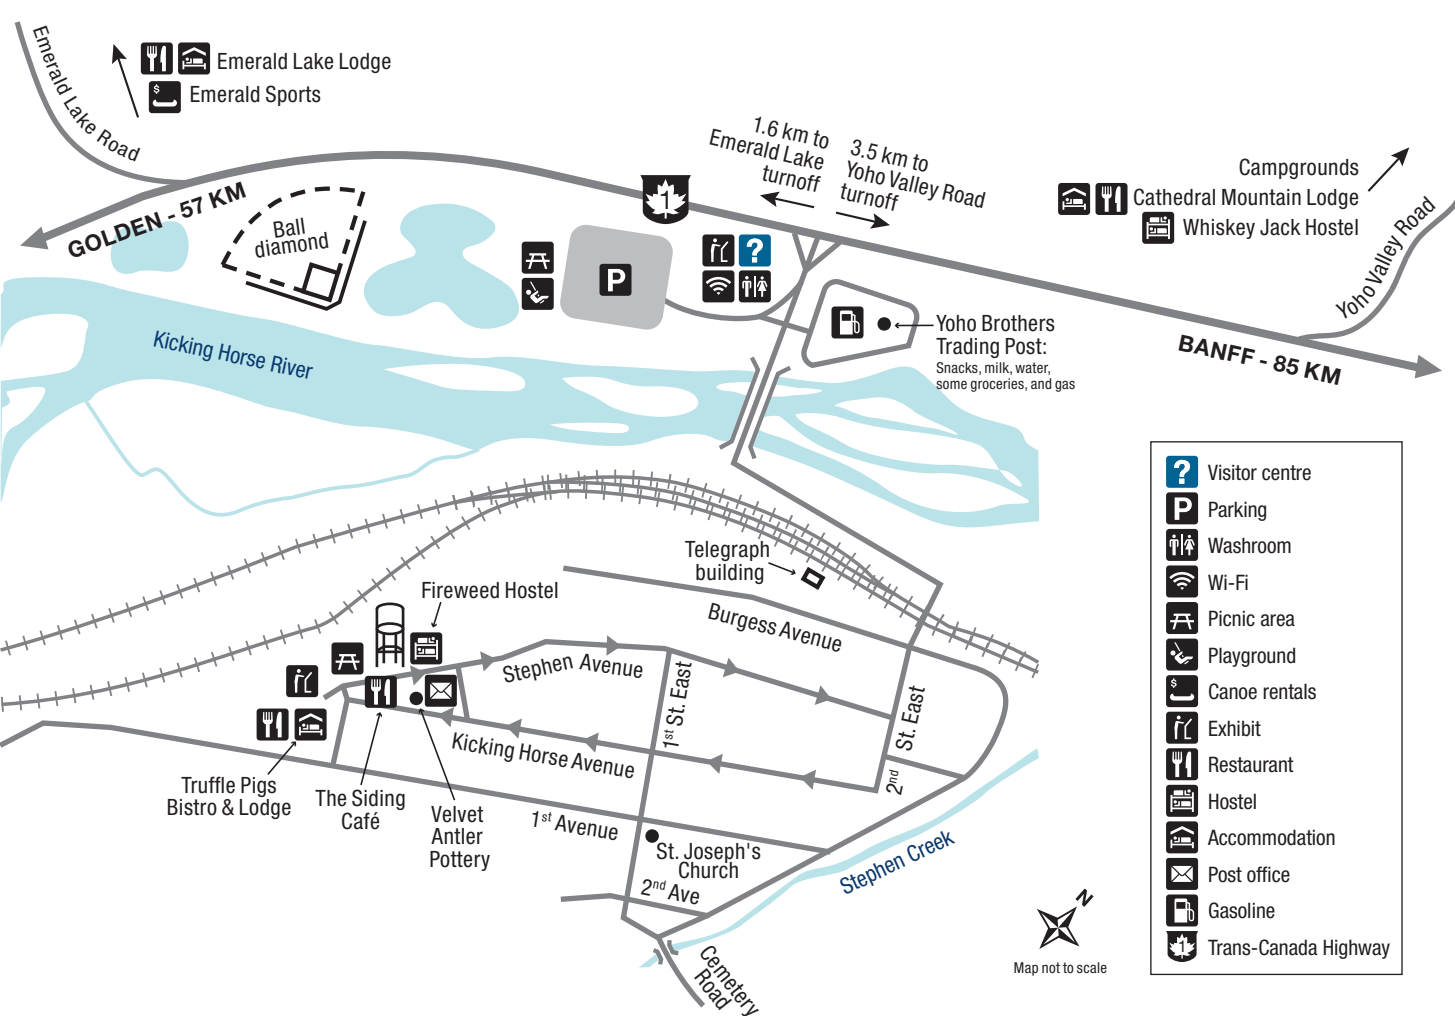 Emerald Lake Road
Emerald Lake Lodge
$
Emerald Sports
GOLDEN - 57 KM
Ball
diamond
1
1.6 km to
Emerald Lake
turnoff
3.5 km to
Yoho Valley Road
turnoff
Campgrounds
Cathedral Mountain Lodge
Whiskey Jack Hostel
Yoho Valley Road
BANFF - 85 KM
P
?
Yoho Brothers
Trading Post:
Snacks, milk, water,
some groceries, and gas
Kicking Horse River
Telegraph
building
Fireweed Hostel
Burgess Avenue
Stephen Avenue
1st St. East
2nd St. East
Kicking Horse Avenue
Truffle Pigs
Bistro & Lodge
The Siding
Café
Velvet
Antler
Pottery
1st Avenue
St. Joseph's
Church
2nd Ave
Stephen Creek
Cemetery
Road
N
Map not to scale
? Visitor centre
P Parking
Washroom
Wi-Fi
Picnic area
Playground
$ Canoe rentals
Exhibit
Restaurant
Hostel
Accommodation
Post office
Gasoline
1 Trans-Canada Highway